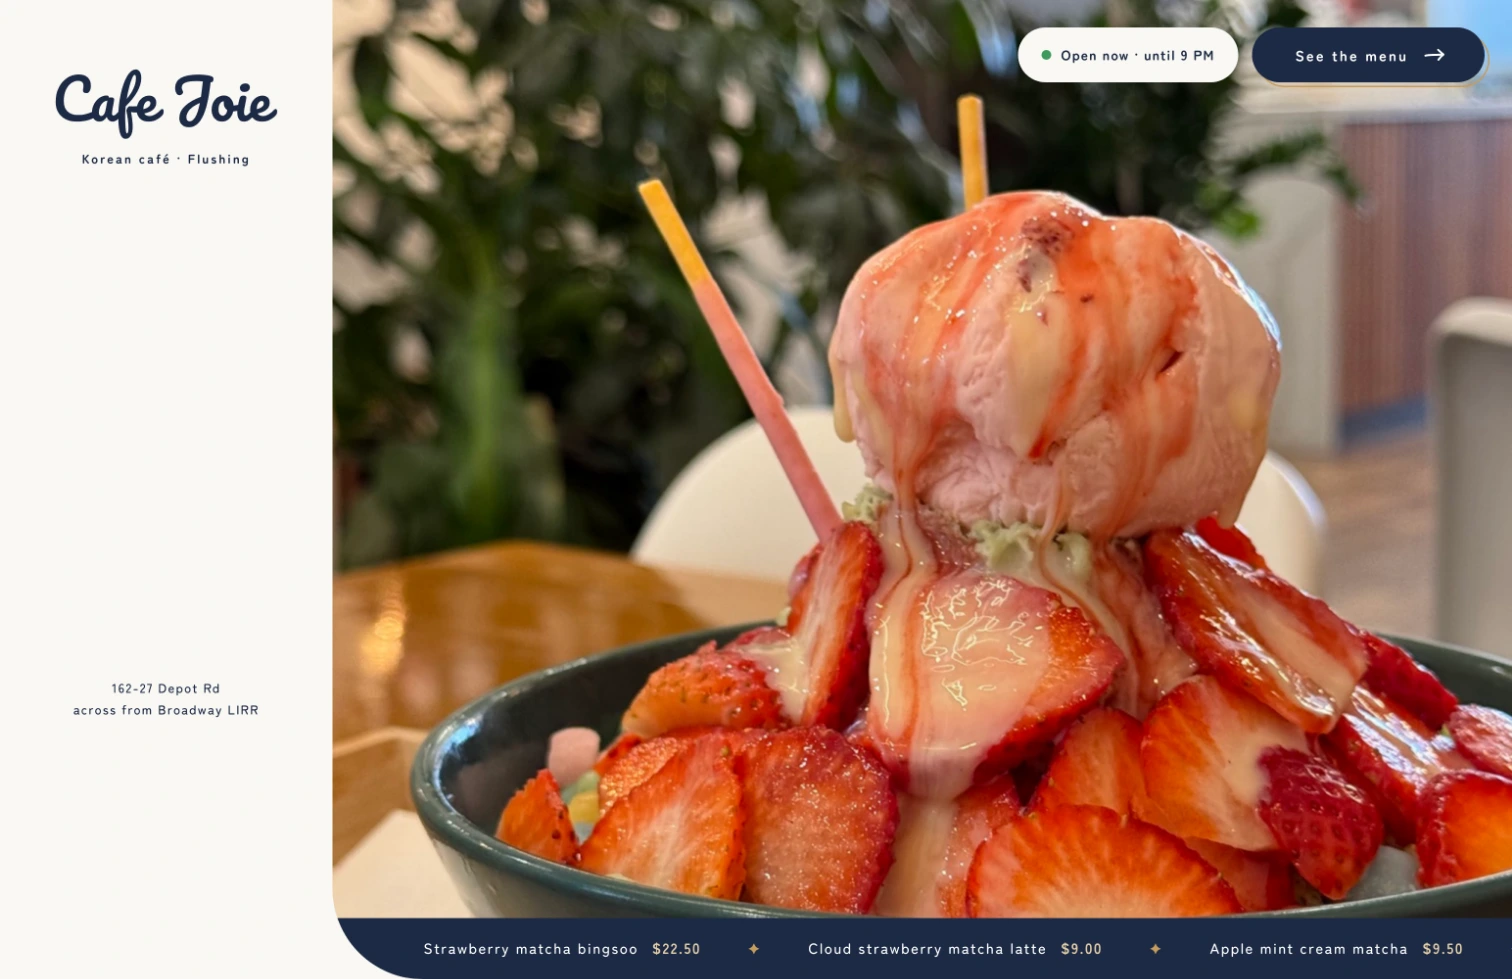 Cafe Joie
Korean café · Flushing
Open now · until 9 PM
See the menu →
162-27 Depot Rd
across from Broadway LIRR
Strawberry matcha bingsoo $22.50 ✦ Cloud strawberry matcha latte $9.00 ✦ Apple mint cream matcha $9.50